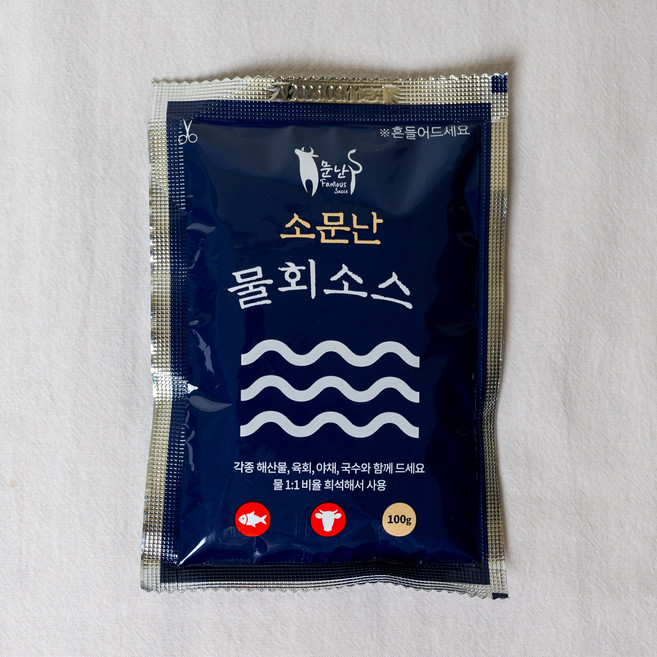 ※흔들어드세요
문난
Famous
Sauce
소문난
물회소스
각종 해산물, 육회, 야채, 국수와 함께 드세요
물 1:1 비율 희석해서 사용
100g